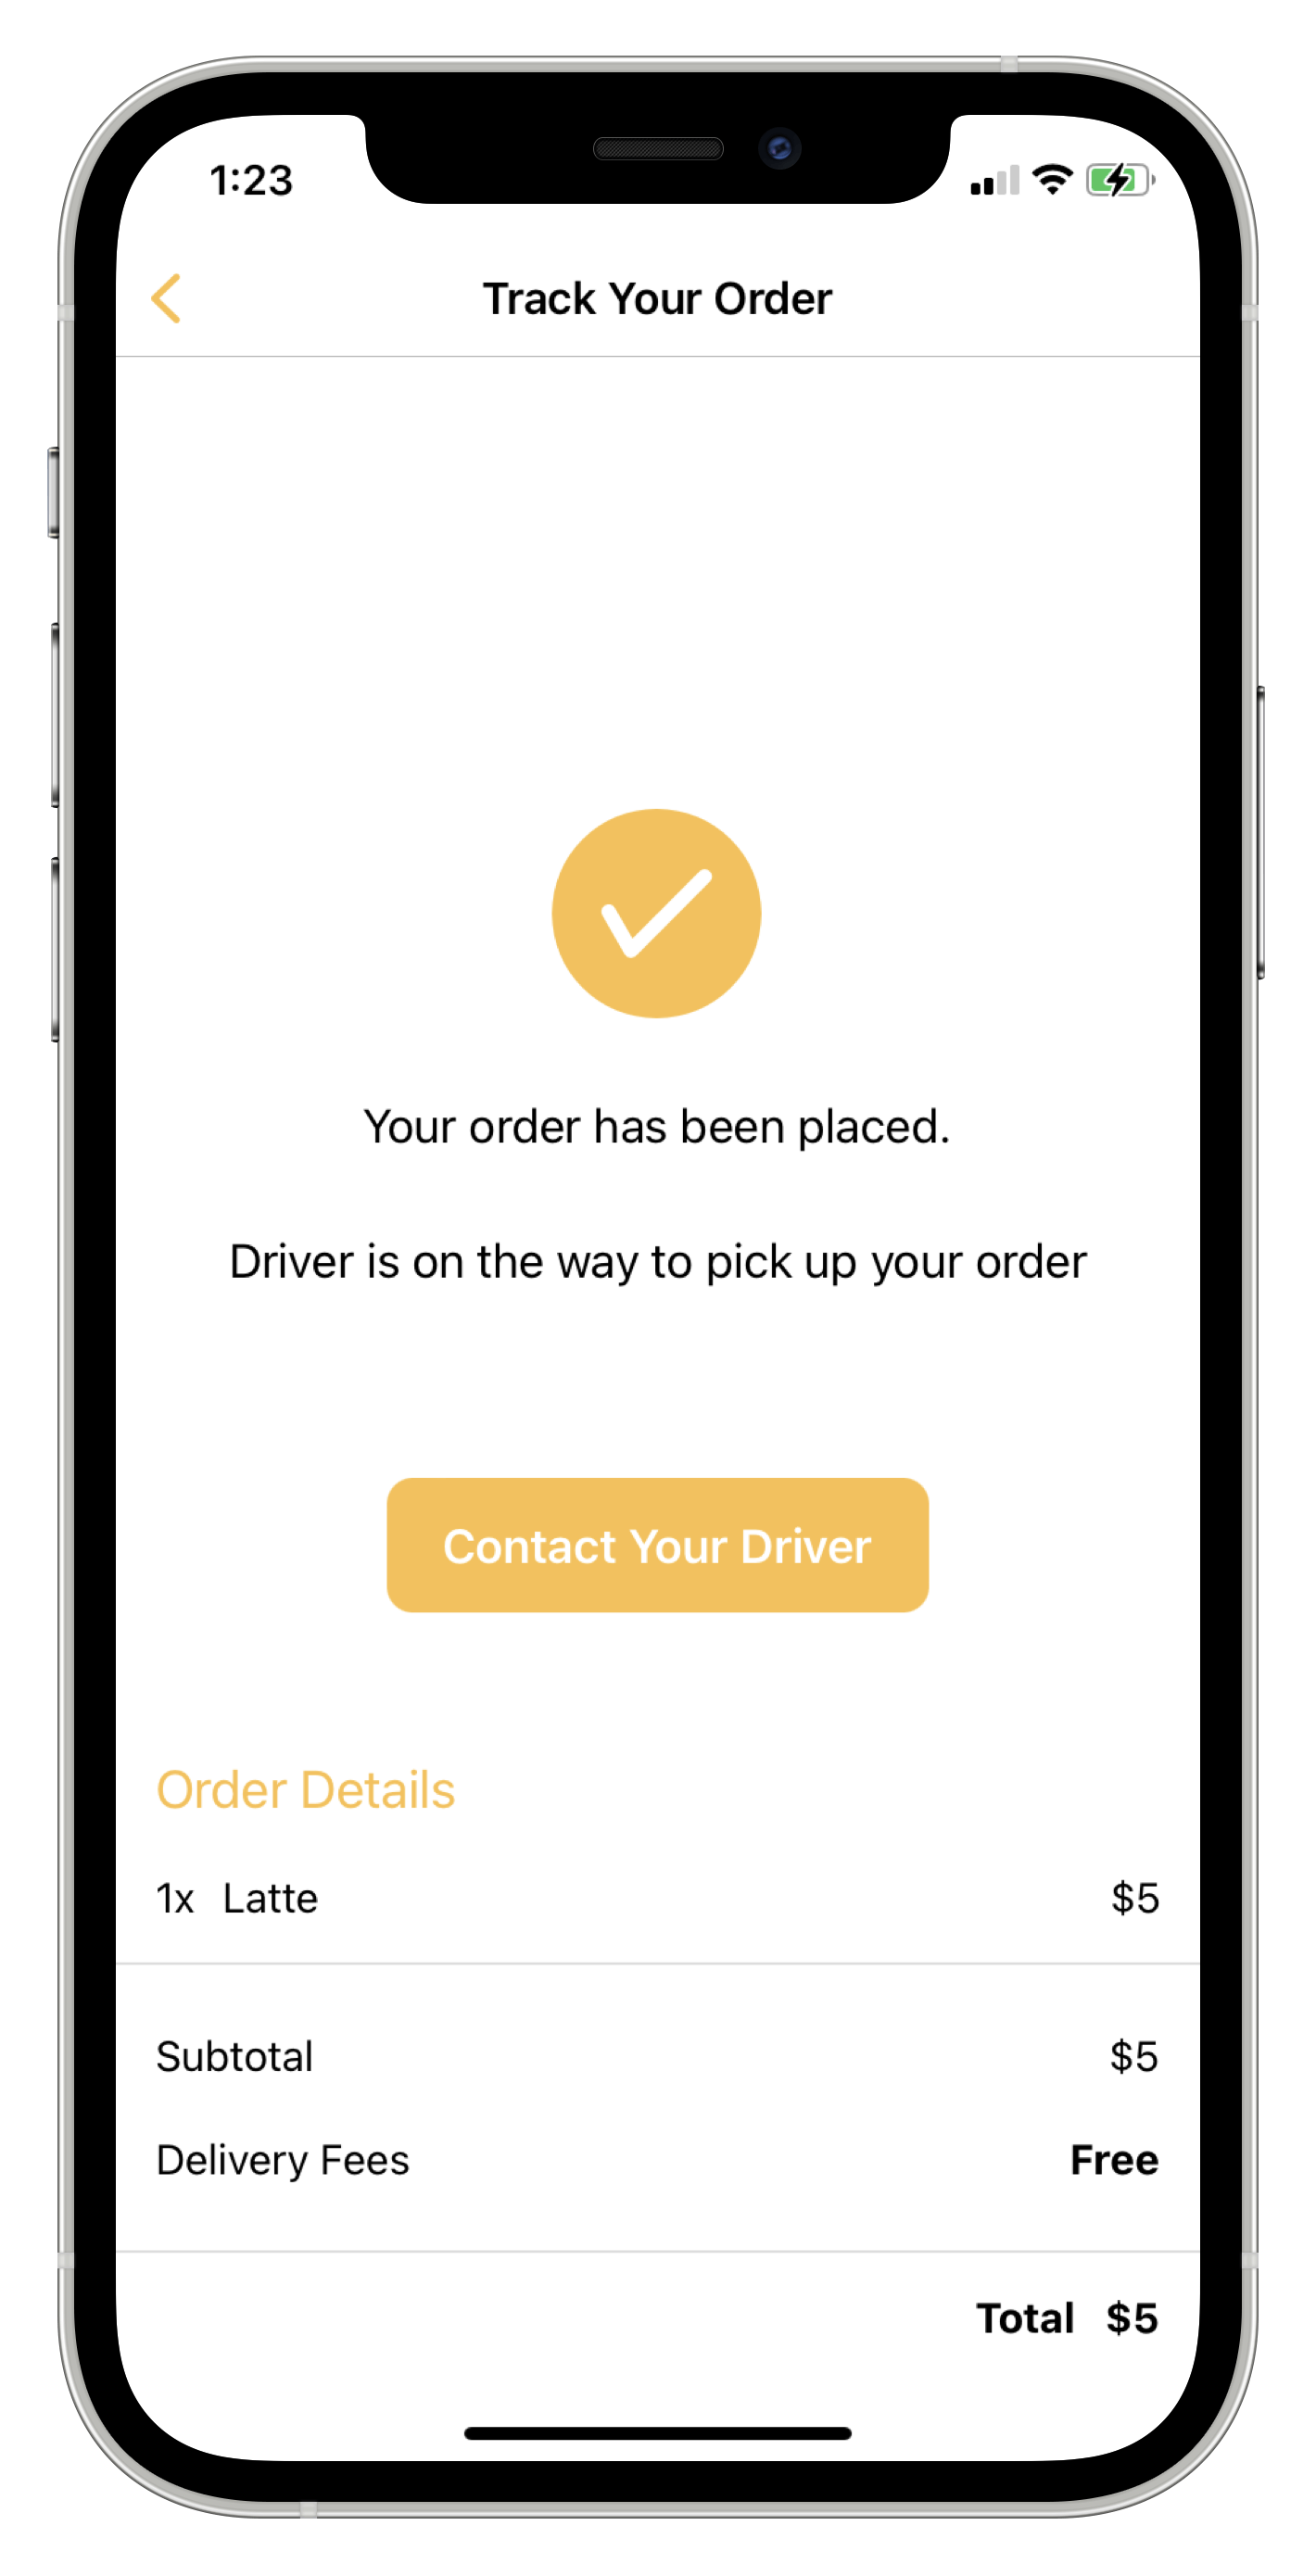 1:23
Track Your Order
Your order has been placed.
Driver is on the way to pick up your order
Contact Your Driver
Order Details
1x Latte $5
Subtotal $5
Delivery Fees Free
Total $5